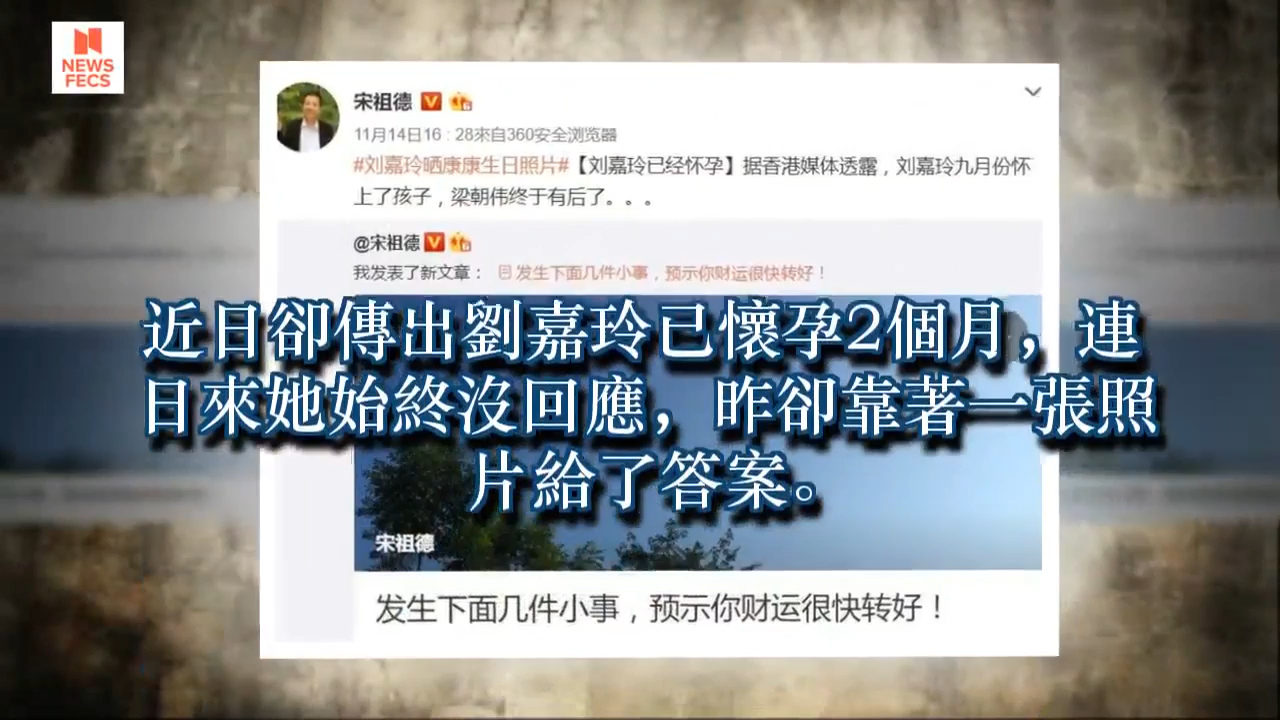 NEWS
FECS
宋祖德
11月14日16:28来自360安全浏览器
#刘嘉玲晒康康生日照片#【刘嘉玲已经怀孕】据香港媒体透露，刘嘉玲九月份怀
上了孩子，梁朝伟终于有后了。。。
@宋祖德
我发表了新文章： 发生下面几件小事，预示你财运很快转好！
近日卻傳出劉嘉玲已懷孕2個月，連
日來她始終沒回應，昨卻靠著一張照
片給了答案。
宋祖德
发生下面几件小事，预示你财运很快转好！